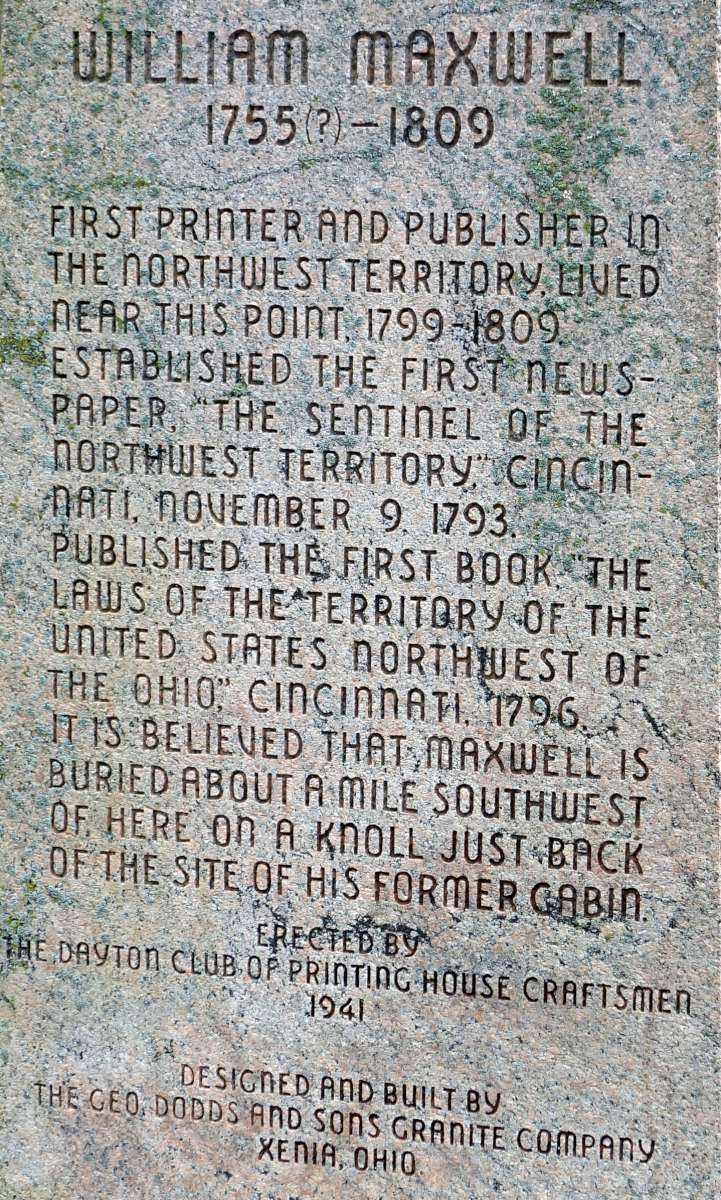 WILLIAM MAXWELL
1755(?)-1809
FIRST PRINTER AND PUBLISHER IN
THE NORTHWEST TERRITORY, LIVED
NEAR THIS POINT, 1799-1809.
ESTABLISHED THE FIRST NEWS-
PAPER, "THE SENTINEL OF THE
NORTHWEST TERRITORY," CINCIN-
NATI, NOVEMBER 9, 1793.
PUBLISHED THE FIRST BOOK, "THE
LAWS OF THE TERRITORY OF THE
UNITED STATES NORTHWEST OF
THE OHIO," CINCINNATI, 1796.
IT IS BELIEVED THAT MAXWELL IS
BURIED ABOUT A MILE SOUTHWEST
OF HERE ON A KNOLL JUST BACK
OF THE SITE OF HIS FORMER CABIN.
ERECTED BY
THE DAYTON CLUB OF PRINTING HOUSE CRAFTSMEN
1941
DESIGNED AND BUILT BY
THE GEO. DODDS AND SONS GRANITE COMPANY
XENIA, OHIO.